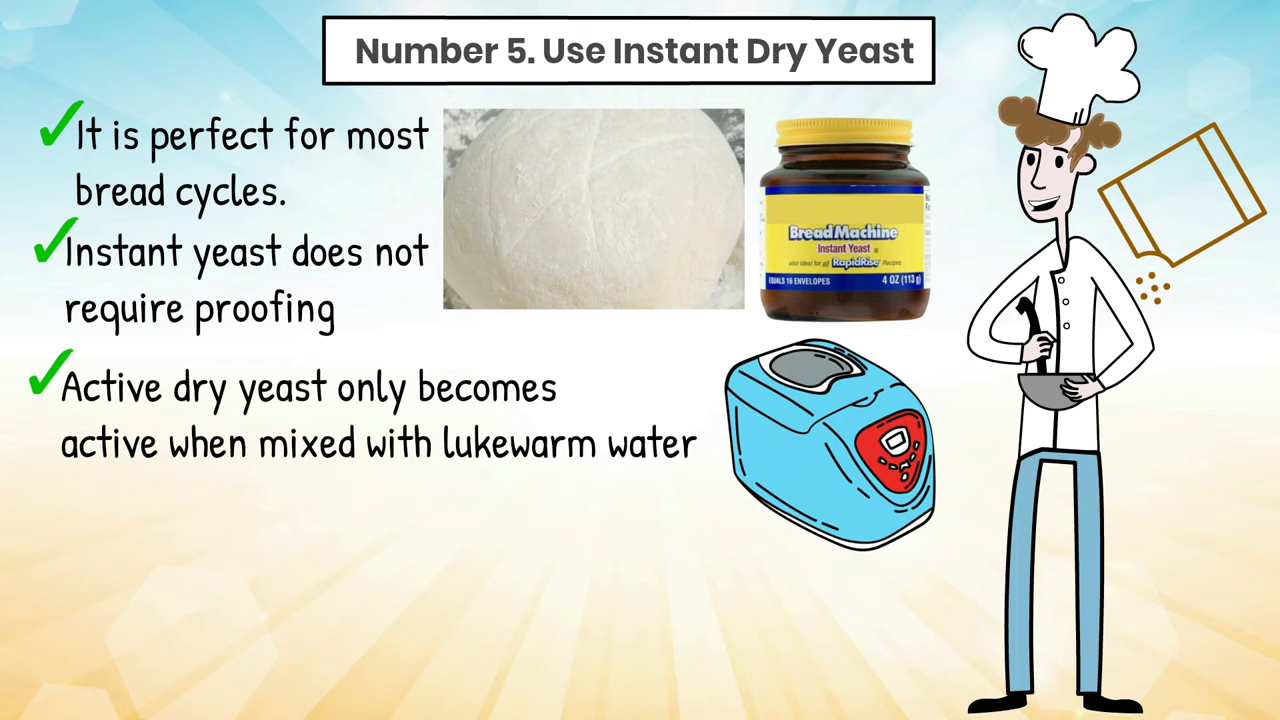 Number 5. Use Instant Dry Yeast
✓It is perfect for most
bread cycles.
✓Instant yeast does not
require proofing
✓Active dry yeast only becomes
active when mixed with lukewarm water
Bread Machine
Instant Yeast
also ideal for all RapidRise Recipes
EQUALS 16 ENVELOPES 4 OZ (113 g)